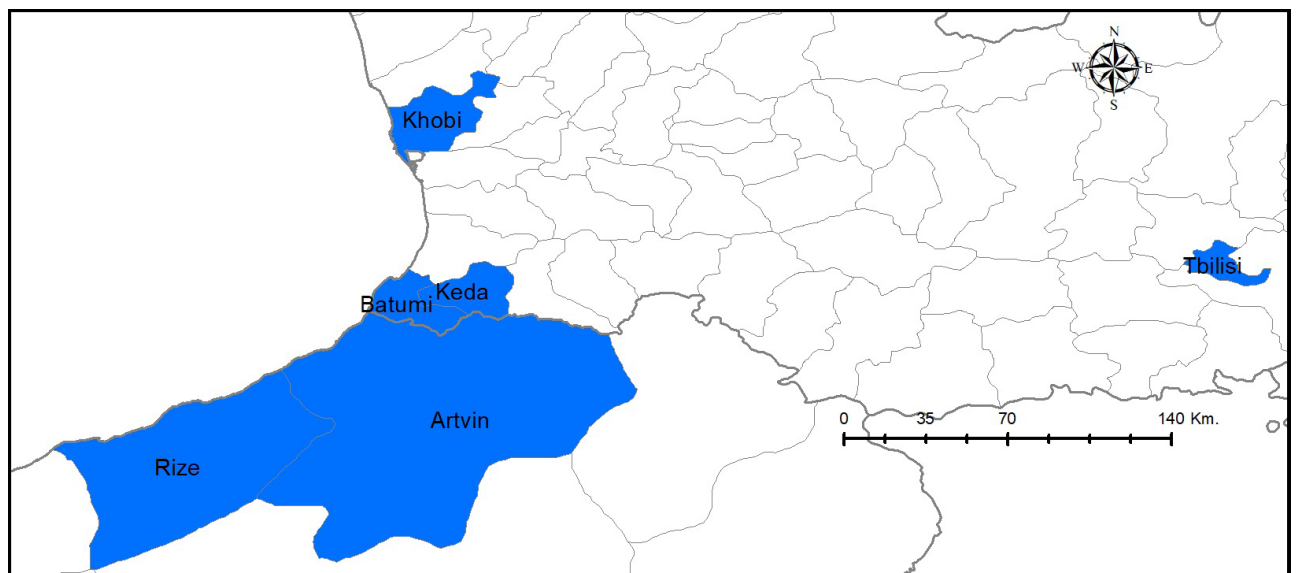 N
W E
S
Khobi
Tbilisi
Keda
Batumi
0 35 70 140 Km.
Artvin
Rize